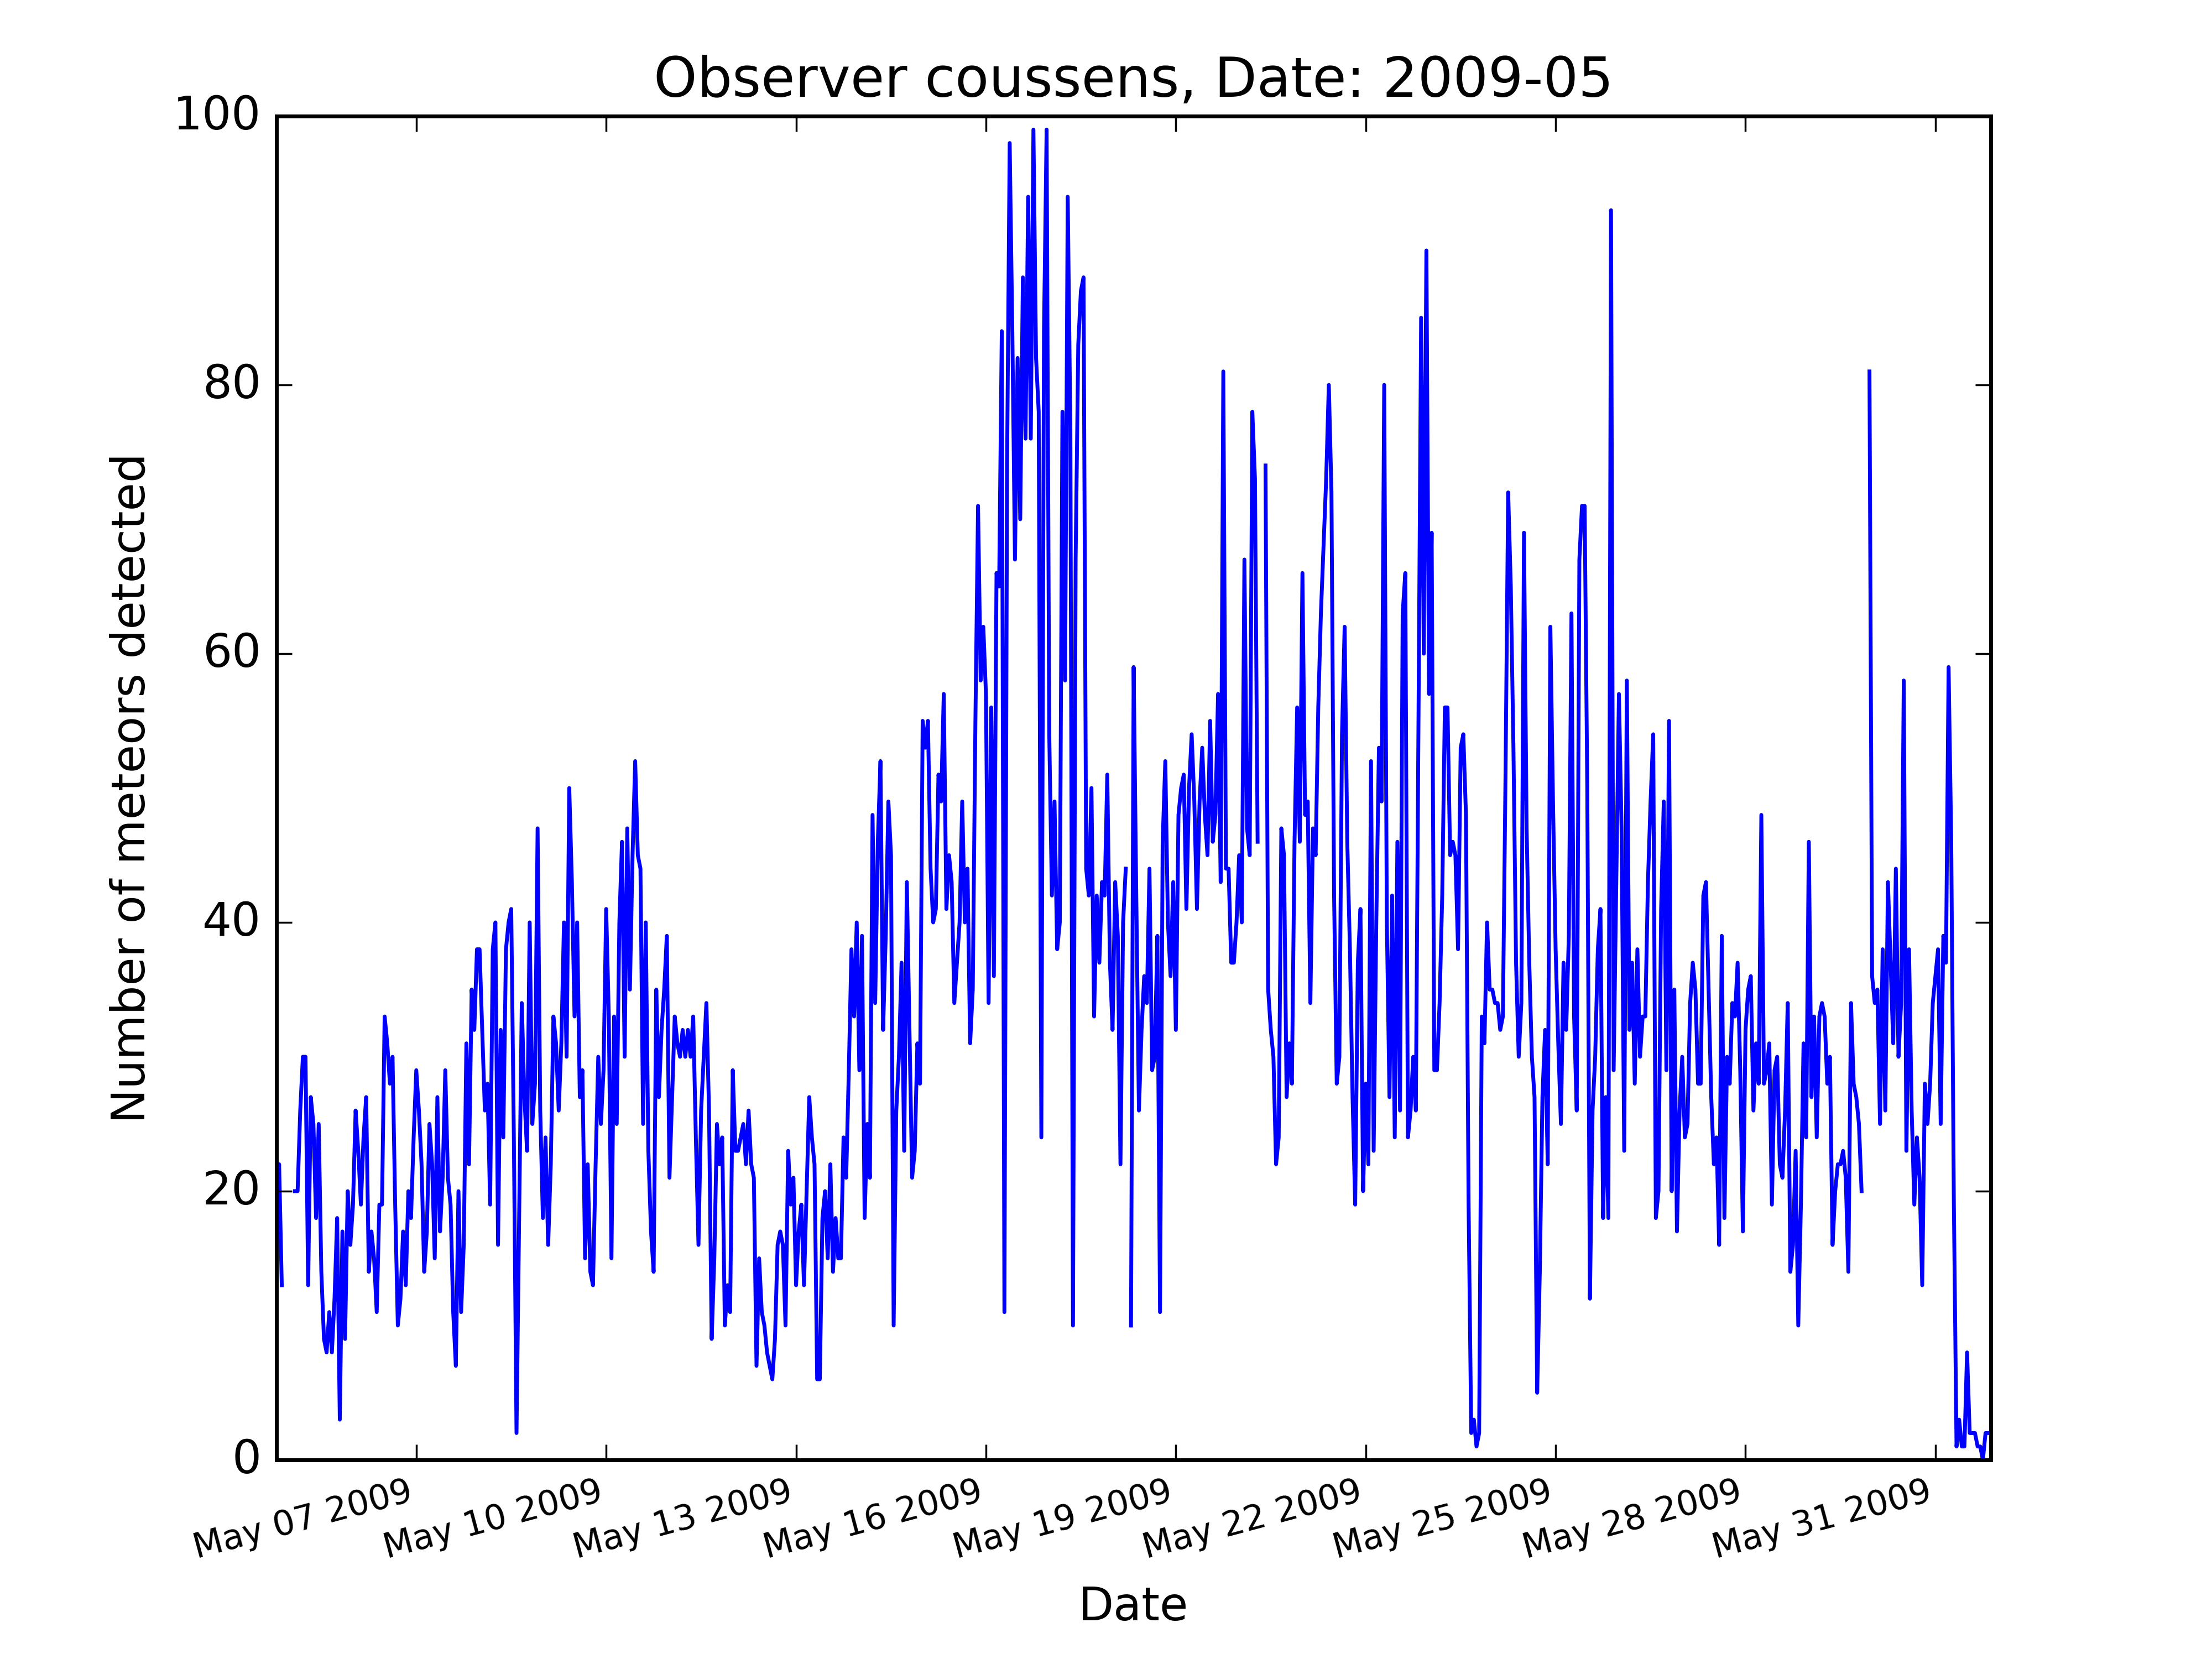 Observer coussens, Date: 2009-05
100
80
60
40
20
0
Number of meteors detected
May 07 2009
May 10 2009
May 13 2009
May 16 2009
May 19 2009
May 22 2009
May 25 2009
May 28 2009
May 31 2009
Date